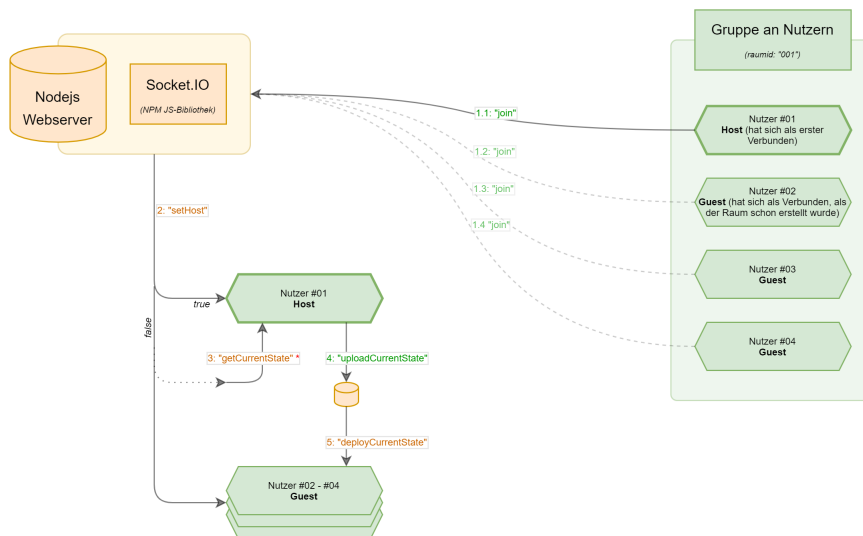 Gruppe an Nutzern
(raumid: "001")
Nodejs
Webserver
Socket.IO
(NPM JS-Bibliothek)
1.1: "join"
1.2: "join"
1.3: "join"
1.4 "join"
Nutzer #01
Host (hat sich als erster
Verbunden)
Nutzer #02
Guest (hat sich als Verbunden, als
der Raum schon erstellt wurde)
Nutzer #03
Guest
Nutzer #04
Guest
2: "setHost"
true
false
Nutzer #01
Host
3: "getCurrentState" *
4: "uploadCurrentState"
5: "deployCurrentState"
Nutzer #02 - #04
Guest